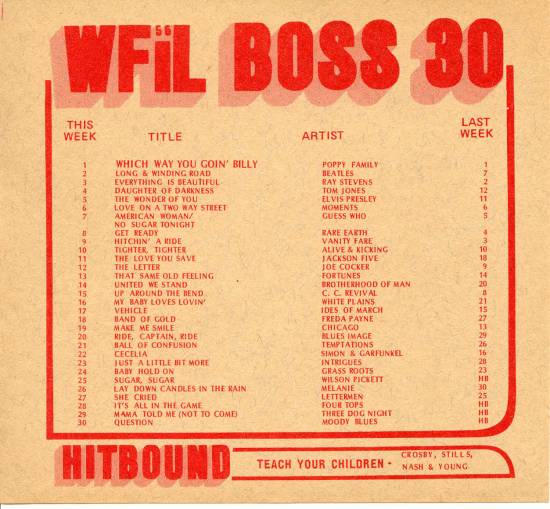 WFiL 56 BOSS 30
THIS WEEK TITLE ARTIST LAST WEEK
1 WHICH WAY YOU GOIN' BILLY POPPY FAMILY 1
2 LONG & WINDING ROAD BEATLES 7
3 EVERYTHING IS BEAUTIFUL RAY STEVENS 2
4 DAUGHTER OF DARKNESS TOM JONES 12
5 THE WONDER OF YOU ELVIS PRESLEY 11
6 LOVE ON A TWO WAY STREET MOMENTS 6
7 AMERICAN WOMAN/ GUESS WHO 5
NO SUGAR TONIGHT
8 GET READY RARE EARTH 4
9 HITCHIN' A RIDE VANITY FARE 3
10 TIGHTER, TIGHTER ALIVE & KICKING 10
11 THE LOVE YOU SAVE JACKSON FIVE 18
12 THE LETTER JOE COCKER 9
13 THAT SAME OLD FEELING FORTUNES 14
14 UNITED WE STAND BROTHERHOOD OF MAN 20
15 UP AROUND THE BEND C. C. REVIVAL 8
16 MY BABY LOVES LOVIN' WHITE PLAINS 21
17 VEHICLE IDES OF MARCH 15
18 BAND OF GOLD FREDA PAYNE 27
19 MAKE ME SMILE CHICAGO 13
20 RIDE, CAPTAIN, RIDE BLUES IMAGE 29
21 BALL OF CONFUSION TEMPTATIONS 26
22 CECELIA SIMON & GARFUNKEL 16
23 JUST A LITTLE BIT MORE INTRIGUES 28
24 BABY HOLD ON GRASS ROOTS 23
25 SUGAR, SUGAR WILSON PICKETT HB
26 LAY DOWN CANDLES IN THE RAIN MELANIE 30
27 SHE CRIED LETTERMEN 25
28 IT'S ALL IN THE GAME FOUR TOPS HB
29 MAMA TOLD ME (NOT TO COME) THREE DOG NIGHT HB
30 QUESTION MOODY BLUES HB
HITBOUND TEACH YOUR CHILDREN - CROSBY, STILLS,
NASH & YOUNG